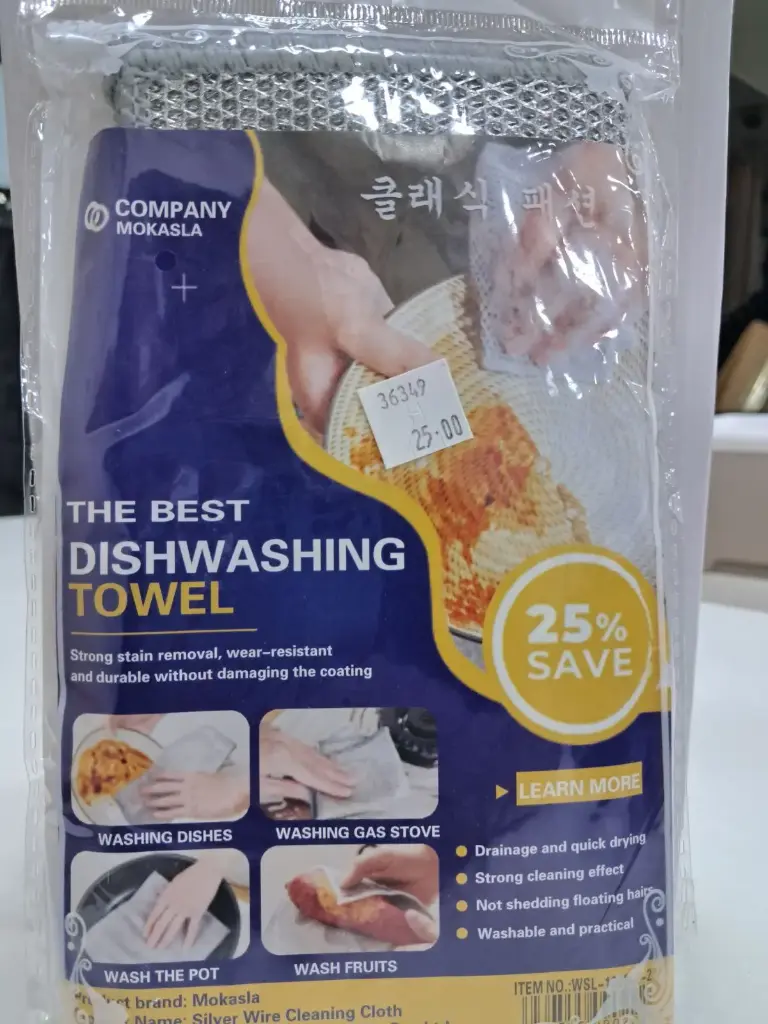 클래식 패션
COMPANY
MOKASLA
36349
25.00
THE BEST
DISHWASHING
TOWEL
Strong stain removal, wear-resistant
and durable without damaging the coating
25%
SAVE
LEARN MORE
WASHING DISHES
WASHING GAS STOVE
WASH THE POT
WASH FRUITS
Drainage and quick drying
Strong cleaning effect
Not shedding floating hairs
Washable and practical
brand: Mokasla
Name: Silver Wire Cleaning Cloth
ITEM NO.: